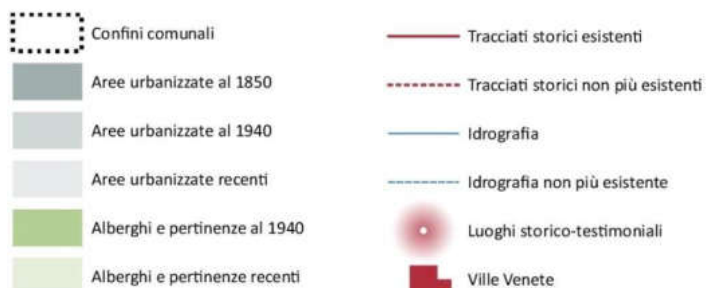 Confini comunali
Aree urbanizzate al 1850
Aree urbanizzate al 1940
Aree urbanizzate recenti
Alberghi e pertinenze al 1940
Alberghi e pertinenze recenti
Tracciati storici esistenti
Tracciati storici non più esistenti
Idrografia
Idrografia non più esistente
Luoghi storico-testimoniali
Ville Venete